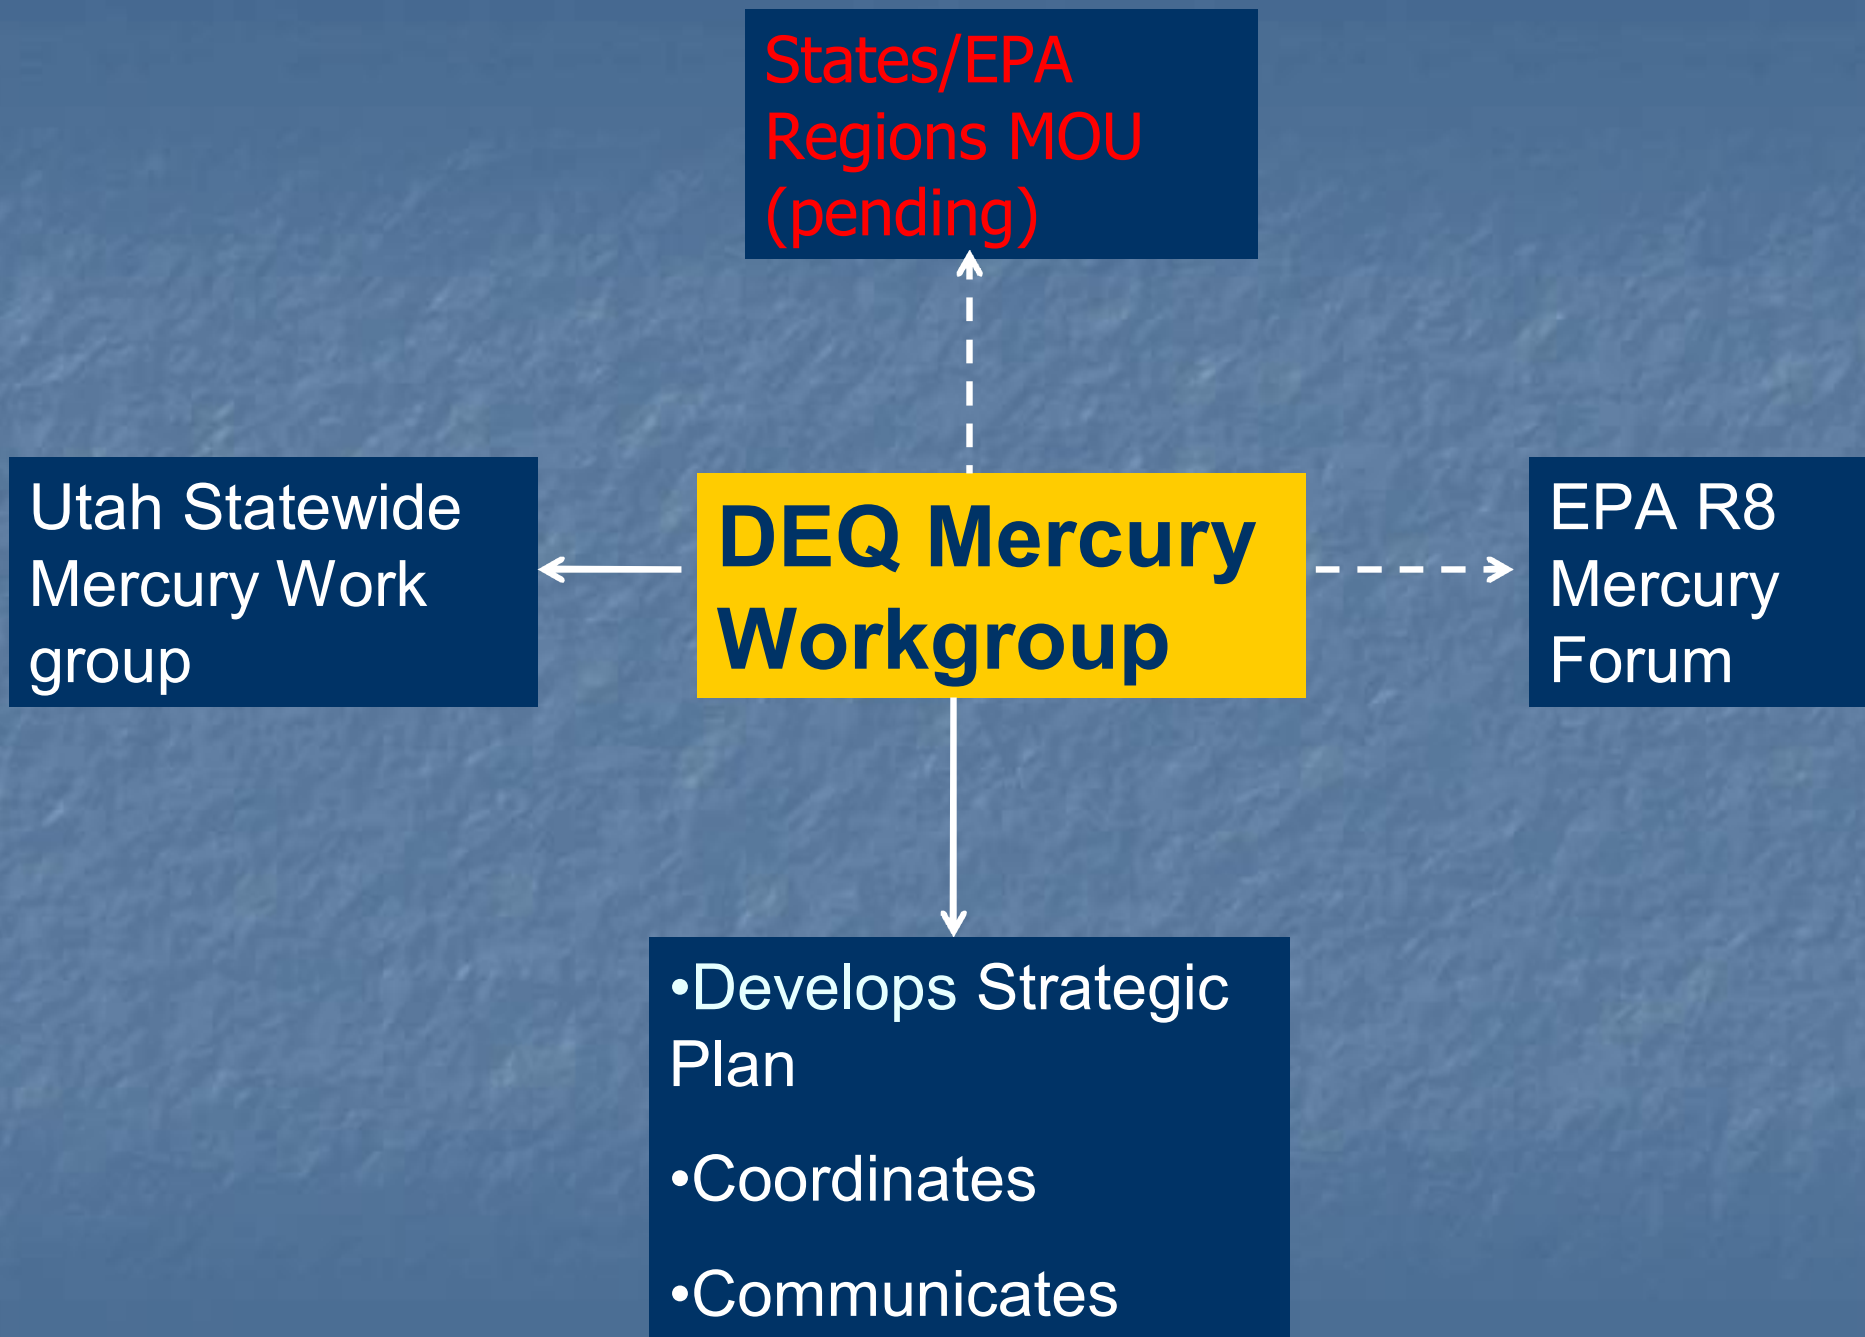 States/EPA
Regions MOU
(pending)
Utah Statewide
Mercury Work
group
DEQ Mercury
Workgroup
EPA R8
Mercury
Forum
•Develops Strategic
Plan
•Coordinates
•Communicates